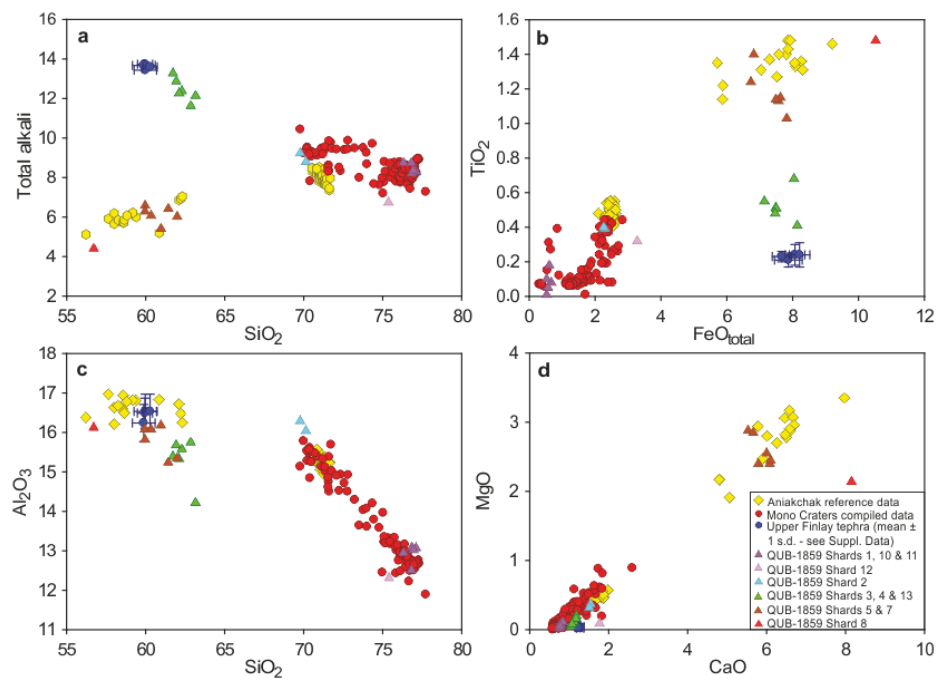 a
Total alkali
16
14
12
10
8
6
4
2
55 60 65 70 75 80
SiO2
b
TiO2
1.6
1.4
1.2
1.0
0.8
0.6
0.4
0.2
0.0
0 2 4 6 8 10 12
FeOtotal
c
Al2O3
17
16
15
14
13
12
11
55 60 65 70 75 80
SiO2
d
MgO
4
3
2
1
0
0 2 4 6 8 10
CaO
Aniakchak reference data
Mono Craters compiled data
Upper Finlay tephra (mean ±
1 s.d. - see Suppl. Data)
QUB-1859 Shards 1, 10 & 11
QUB-1859 Shard 12
QUB-1859 Shard 2
QUB-1859 Shards 3, 4 & 13
QUB-1859 Shards 5 & 7
QUB-1859 Shard 8